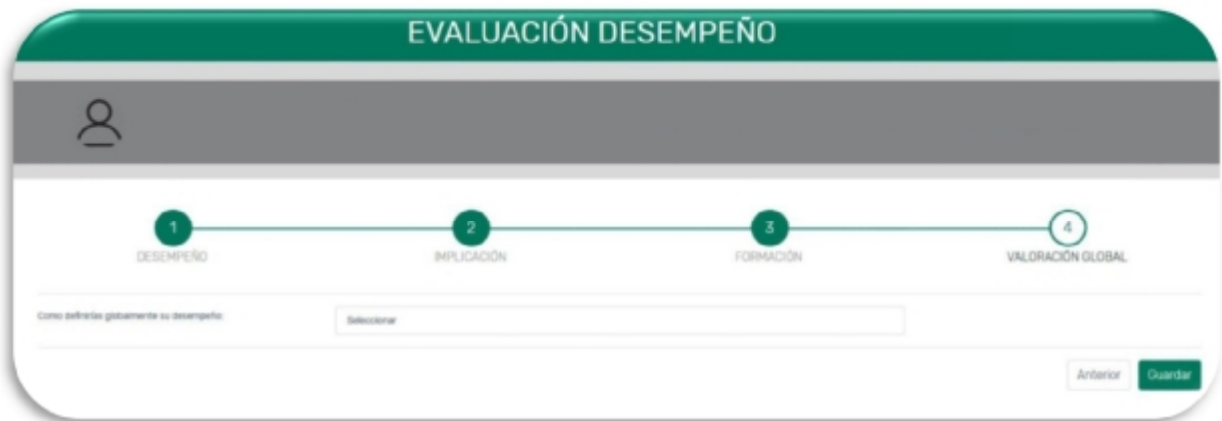 EVALUACIÓN DESEMPEÑO
1 2 3 4
DESEMPEÑO IMPLICACIÓN FORMACIÓN VALORACIÓN GLOBAL
Como definirías globalmente su desempeño: Seleccionar
Anterior Guardar